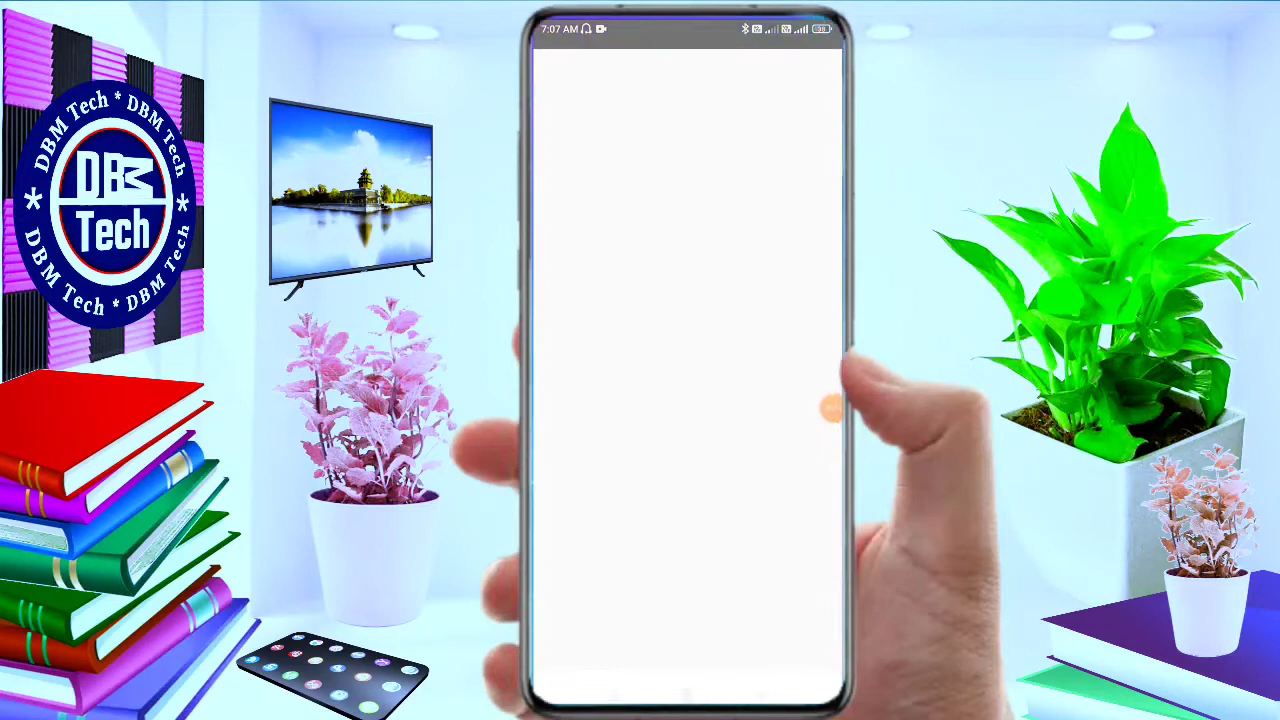 7:07 AM
DBM Tech * DBM Tech
DBM
Tech
* DBM Tech * DBM Tech *